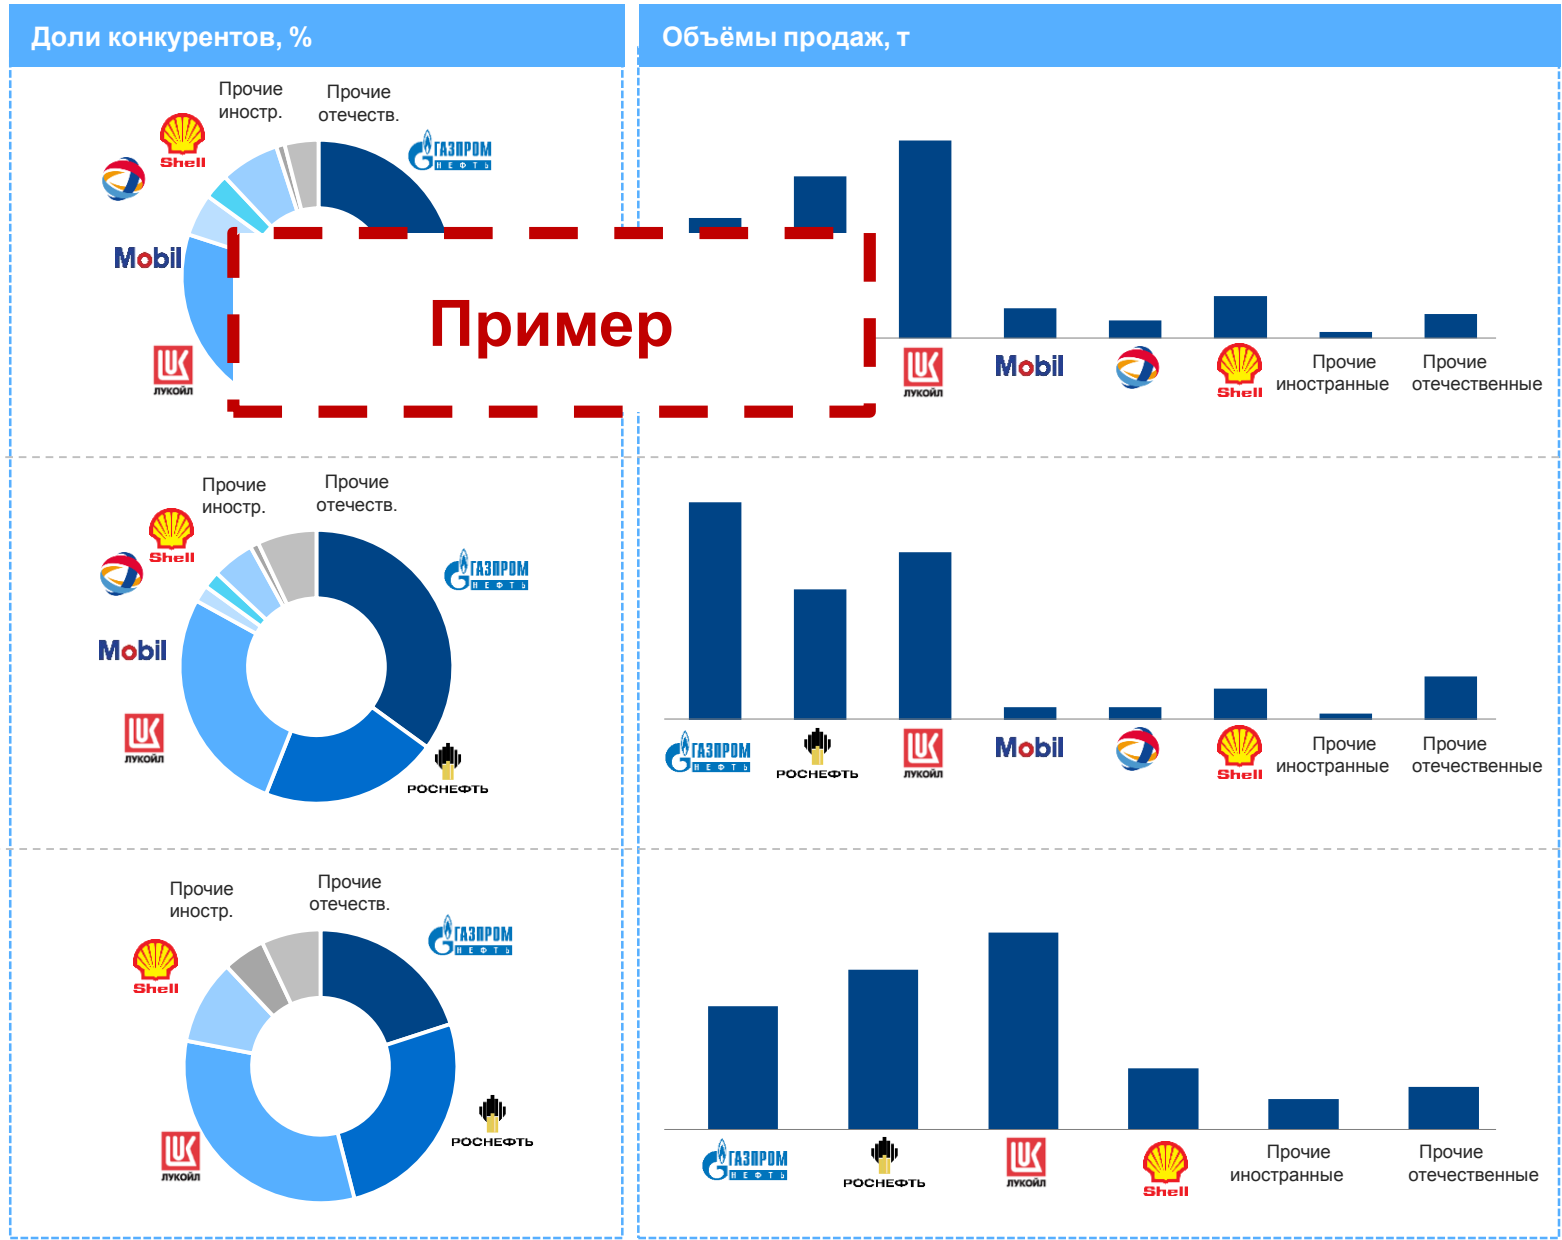 Доли конкурентов, %
Объёмы продаж, т
Прочие
иностр.
Прочие
отечеств.
Shell
ГАЗПРОМ
НЕФТЬ
Mobil
ЛУКОЙЛ
Пример
ЛУКОЙЛ
Mobil
Shell
Прочие
иностранные
Прочие
отечественные
Прочие
иностр.
Прочие
отечеств.
Shell
ГАЗПРОМ
НЕФТЬ
Mobil
ЛУКОЙЛ
РОСНЕФТЬ
ГАЗПРОМ
НЕФТЬ
РОСНЕФТЬ
ЛУКОЙЛ
Mobil
Shell
Прочие
иностранные
Прочие
отечественные
Прочие
иностр.
Прочие
отечеств.
Shell
ГАЗПРОМ
НЕФТЬ
ЛУКОЙЛ
РОСНЕФТЬ
ГАЗПРОМ
НЕФТЬ
РОСНЕФТЬ
ЛУКОЙЛ
Shell
Прочие
иностранные
Прочие
отечественные